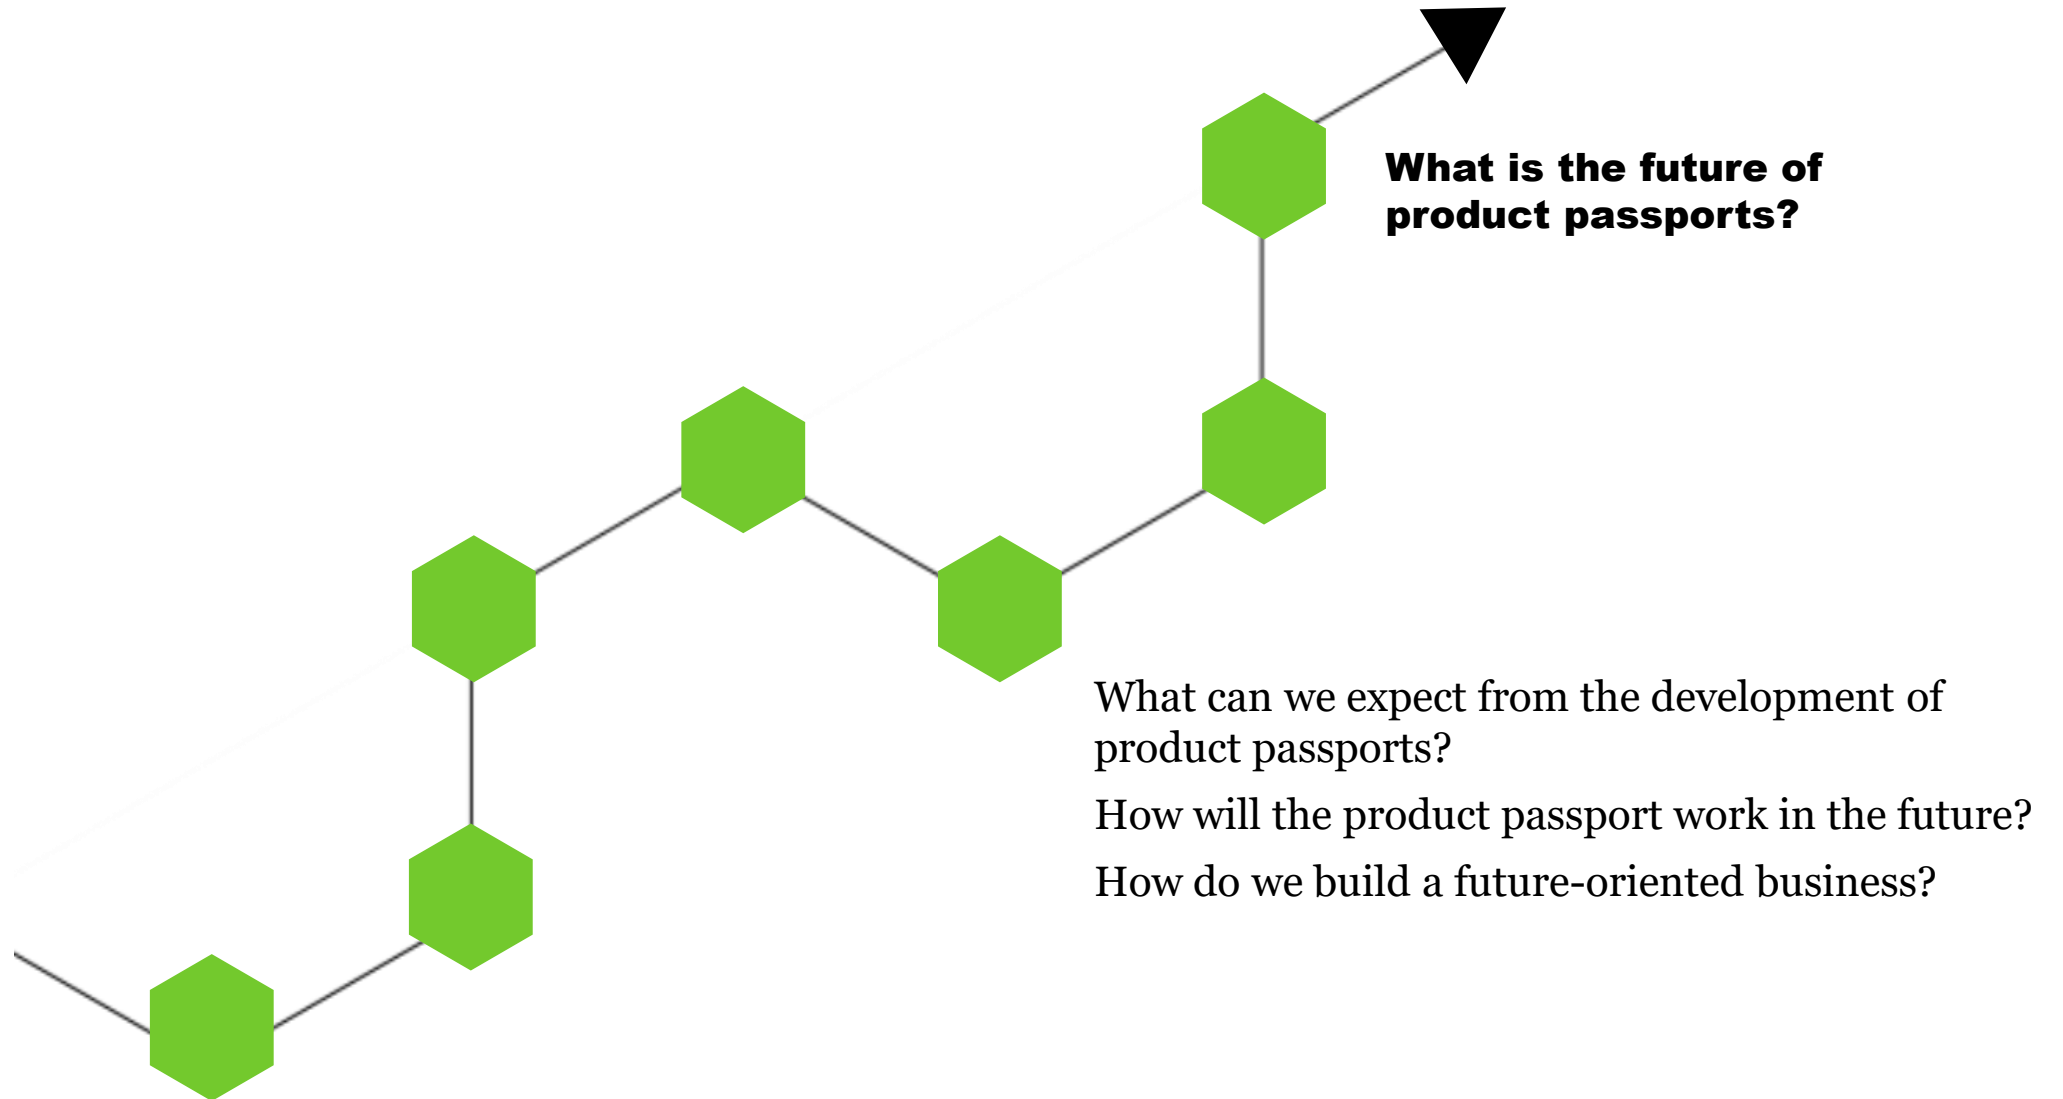 What is the future of
product passports?
What can we expect from the development of
product passports?
How will the product passport work in the future?
How do we build a future-oriented business?